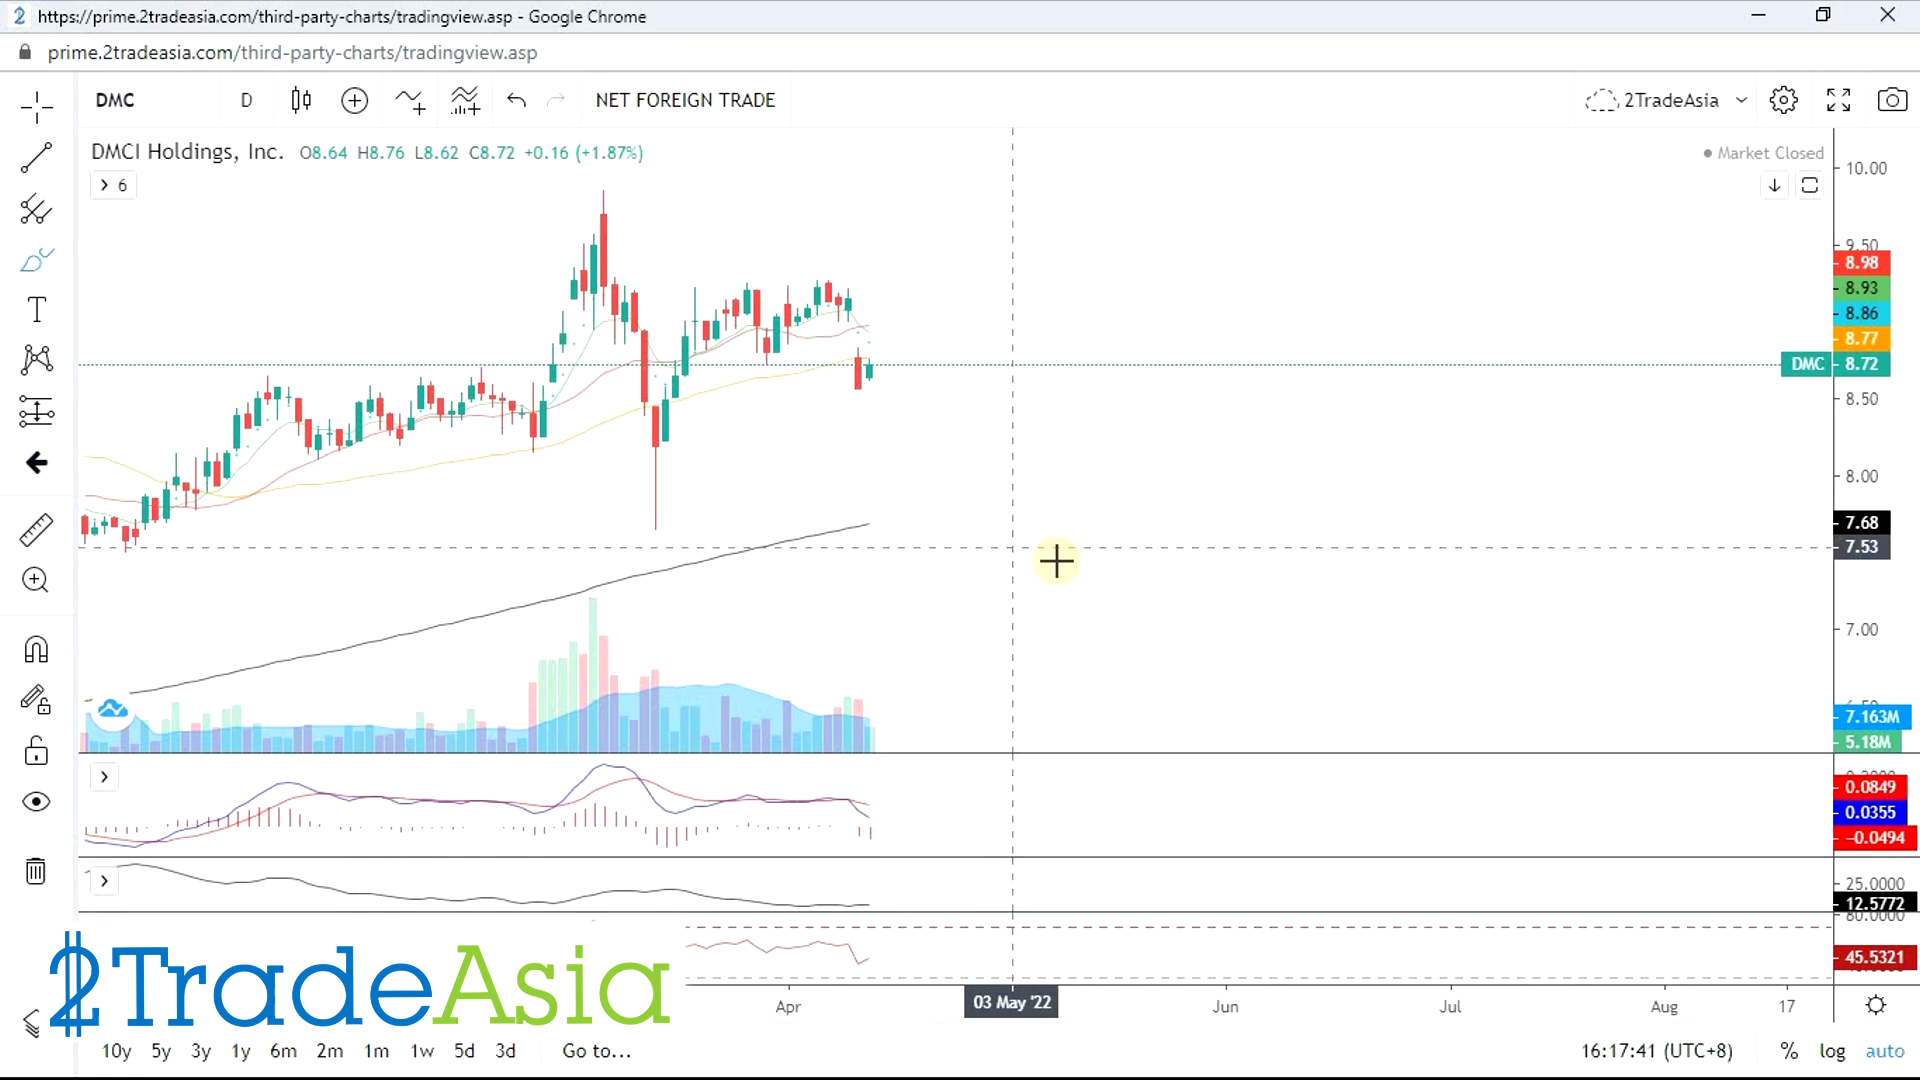 https://prime.2tradeasia.com/third-party-charts/tradingview.asp - Google Chrome
prime.2tradeasia.com/third-party-charts/tradingview.asp
DMC D NET FOREIGN TRADE 2TradeAsia
DMCI Holdings, Inc. O8.64 H8.76 L8.62 C8.72 +0.16 (+1.87%)
Market Closed
6
10.00
9.50
8.98
8.93
8.86
8.77
DMC 8.72
8.50
8.00
7.68
7.53
7.00
7.163M
5.18M
0.0849
0.0355
-0.0494
25.0000
12.5772
80.0000
45.5321
2TradeAsia
Apr 03 May '22 Jun Jul Aug 17
10y 5y 3y 1y 6m 2m 1m 1w 5d 3d Go to... 16:17:41 (UTC+8) % log auto